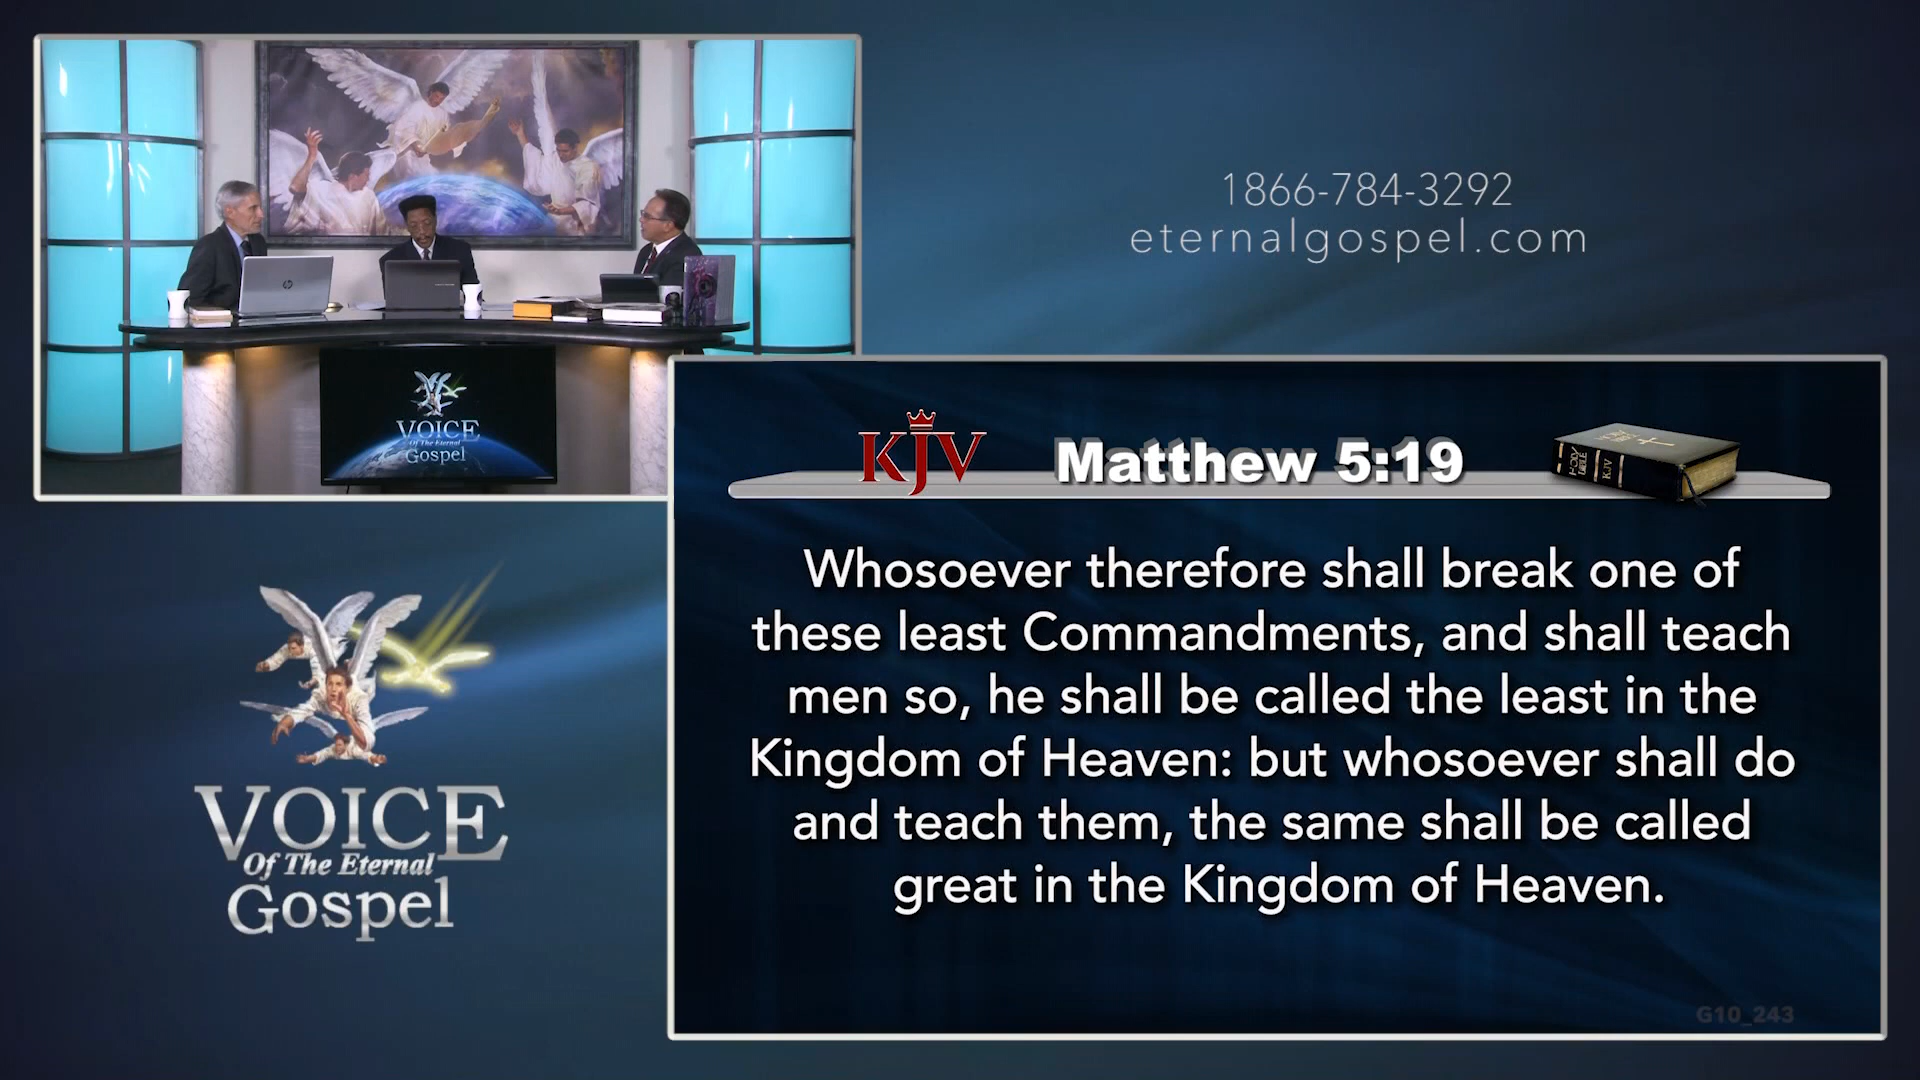 1866-784-3292
eternalgospel.com
VOICE
Of The Eternal
Gospel
KJV
Matthew 5:19
HOLY BIBLE
KJV
Whosoever therefore shall break one of
these least Commandments, and shall teach
men so, he shall be called the least in the
Kingdom of Heaven: but whosoever shall do
and teach them, the same shall be called
great in the Kingdom of Heaven.
VOICE
Of The Eternal
Gospel
G10_243